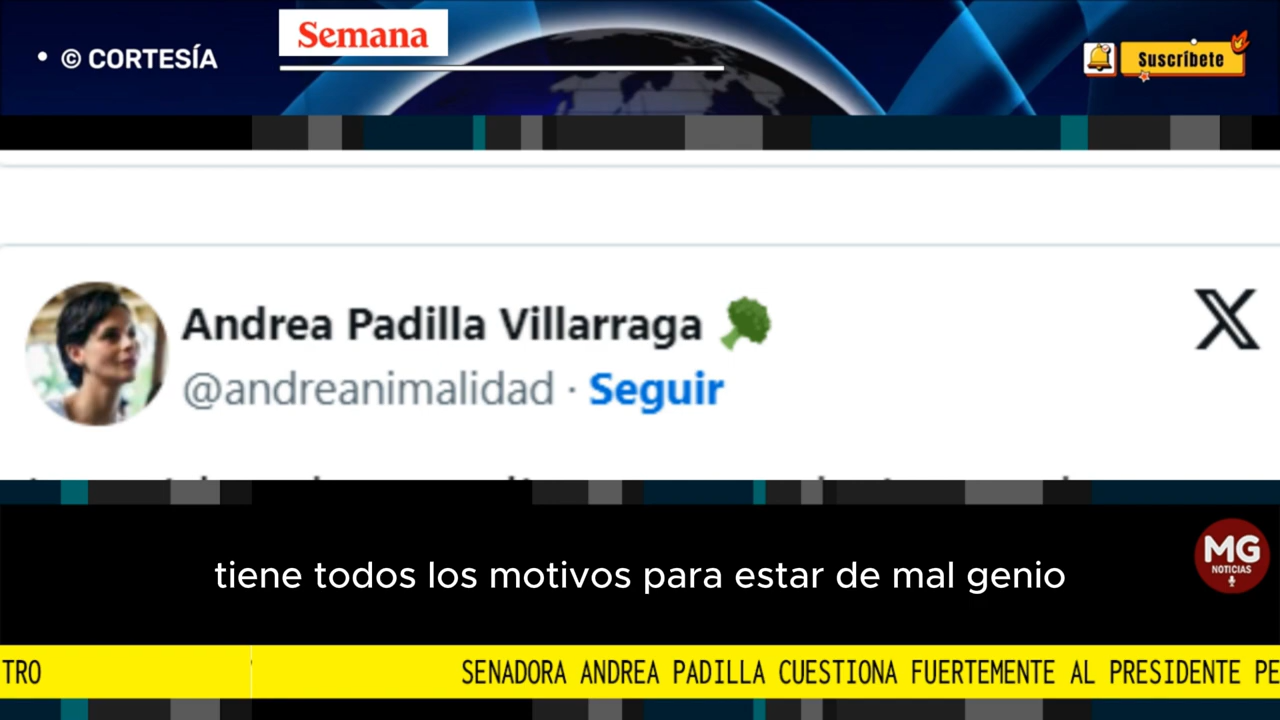 • © CORTESÍA
Semana
Suscríbete
Andrea Padilla Villarraga
@andreanimalidad · Seguir
tiene todos los motivos para estar de mal genio
MG
NOTICIAS
TRO
SENADORA ANDREA PADILLA CUESTIONA FUERTEMENTE AL PRESIDENTE PE